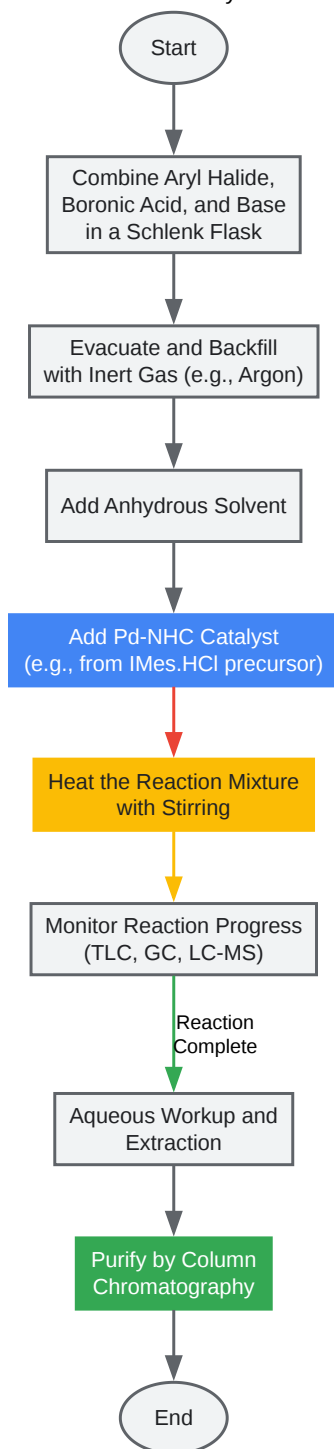 Start
Combine Aryl Halide,
Boronic Acid, and Base
in a Schlenk Flask
Evacuate and Backfill
with Inert Gas (e.g., Argon)
Add Anhydrous Solvent
Add Pd-NHC Catalyst
(e.g., from IMes.HCl precursor)
Heat the Reaction Mixture
with Stirring
Monitor Reaction Progress
(TLC, GC, LC-MS)
Reaction
Complete
Aqueous Workup and
Extraction
Purify by Column
Chromatography
End